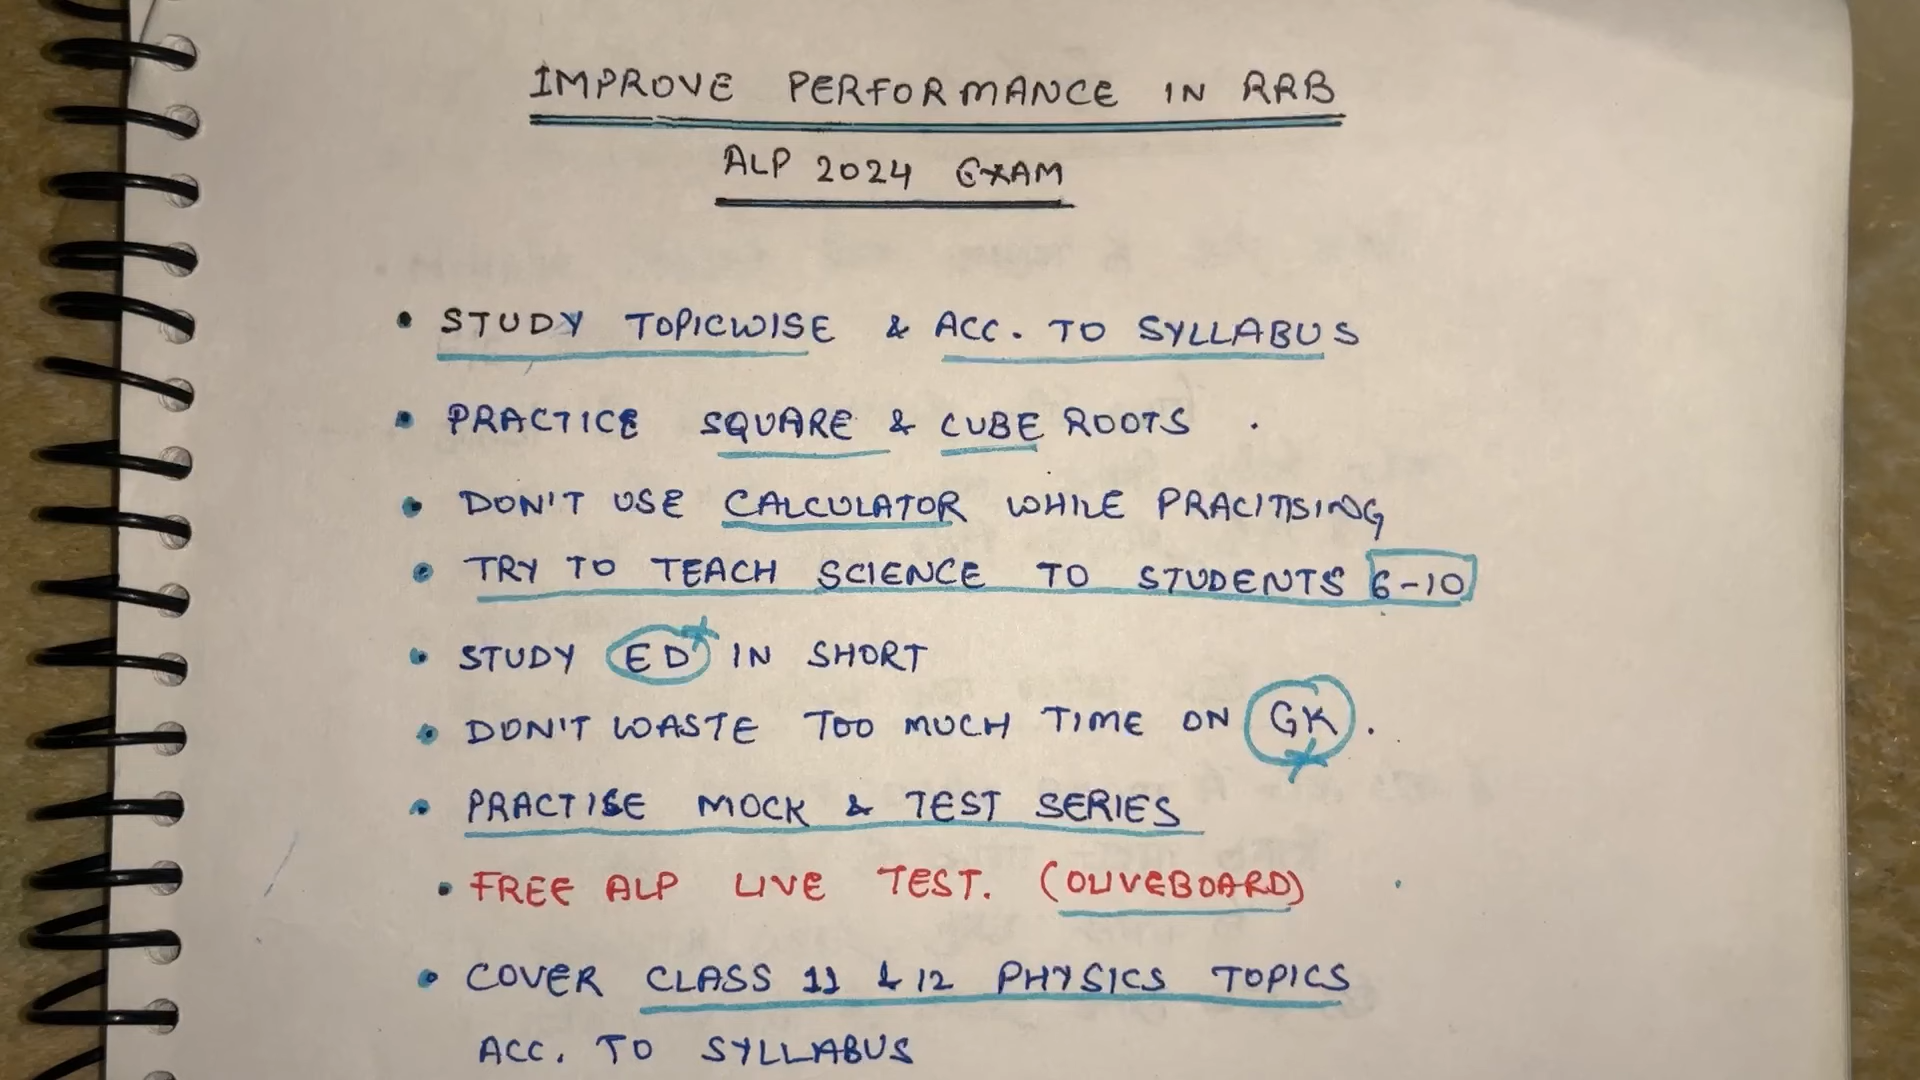 IMPROVE PERFORMANCE IN RRB
ALP 2024 EXAM
• STUDY TOPICWISE & ACC. TO SYLLABUS
• PRACTICE SQUARE & CUBE ROOTS .
• DON'T USE CALCULATOR WHILE PRACITISING
• TRY TO TEACH SCIENCE TO STUDENTS 6-10
• STUDY ED IN SHORT
• DON'T WASTE TOO MUCH TIME ON GK.
• PRACTISE MOCK & TEST SERIES
• FREE ALP LIVE TEST. (OLIVEBOARD)
• COVER CLASS 11 & 12 PHYSICS TOPICS
ACC. TO SYLLABUS